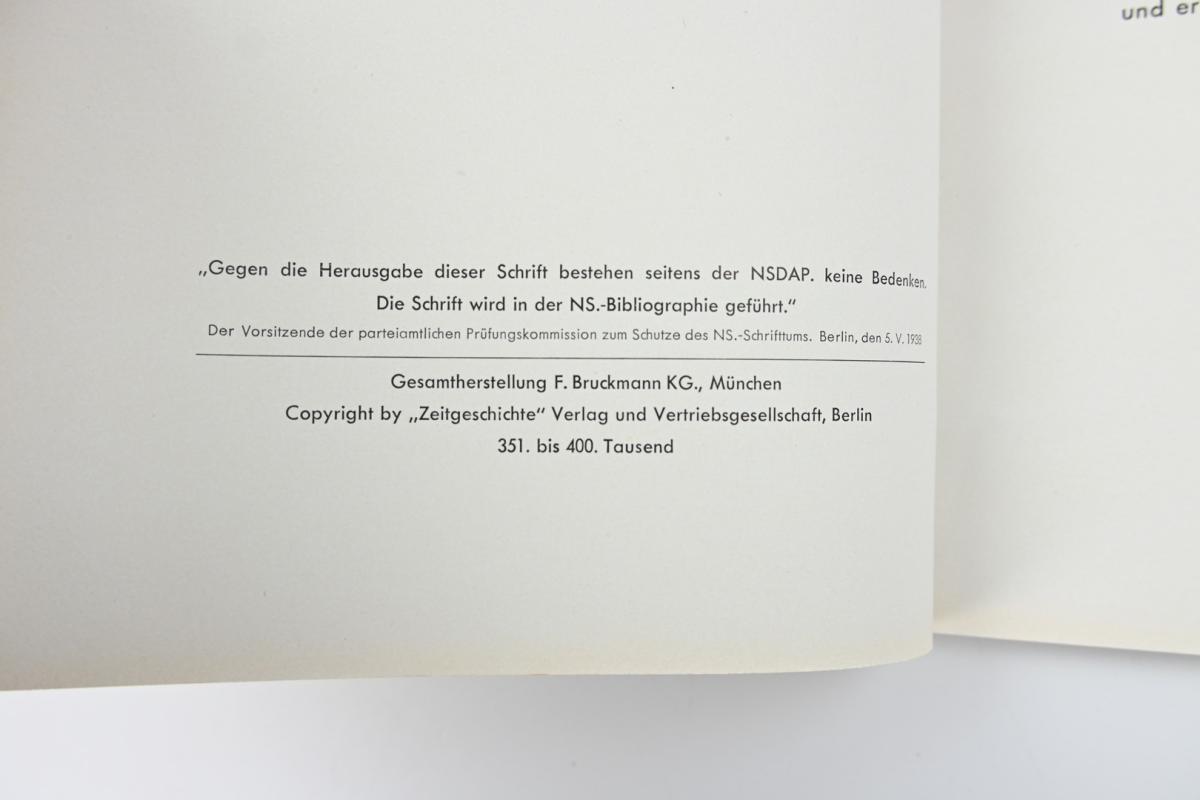 „Gegen die Herausgabe dieser Schrift bestehen seitens der NSDAP. keine Bedenken.
Die Schrift wird in der NS.-Bibliographie geführt.“
Der Vorsitzende der parteiamtlichen Prüfungskommission zum Schutze des NS.-Schrifttums. Berlin, den 5. V. 1938
Gesamtherstellung F. Bruckmann KG., München
Copyright by „Zeitgeschichte“ Verlag und Vertriebsgesellschaft, Berlin
351. bis 400. Tausend
und er